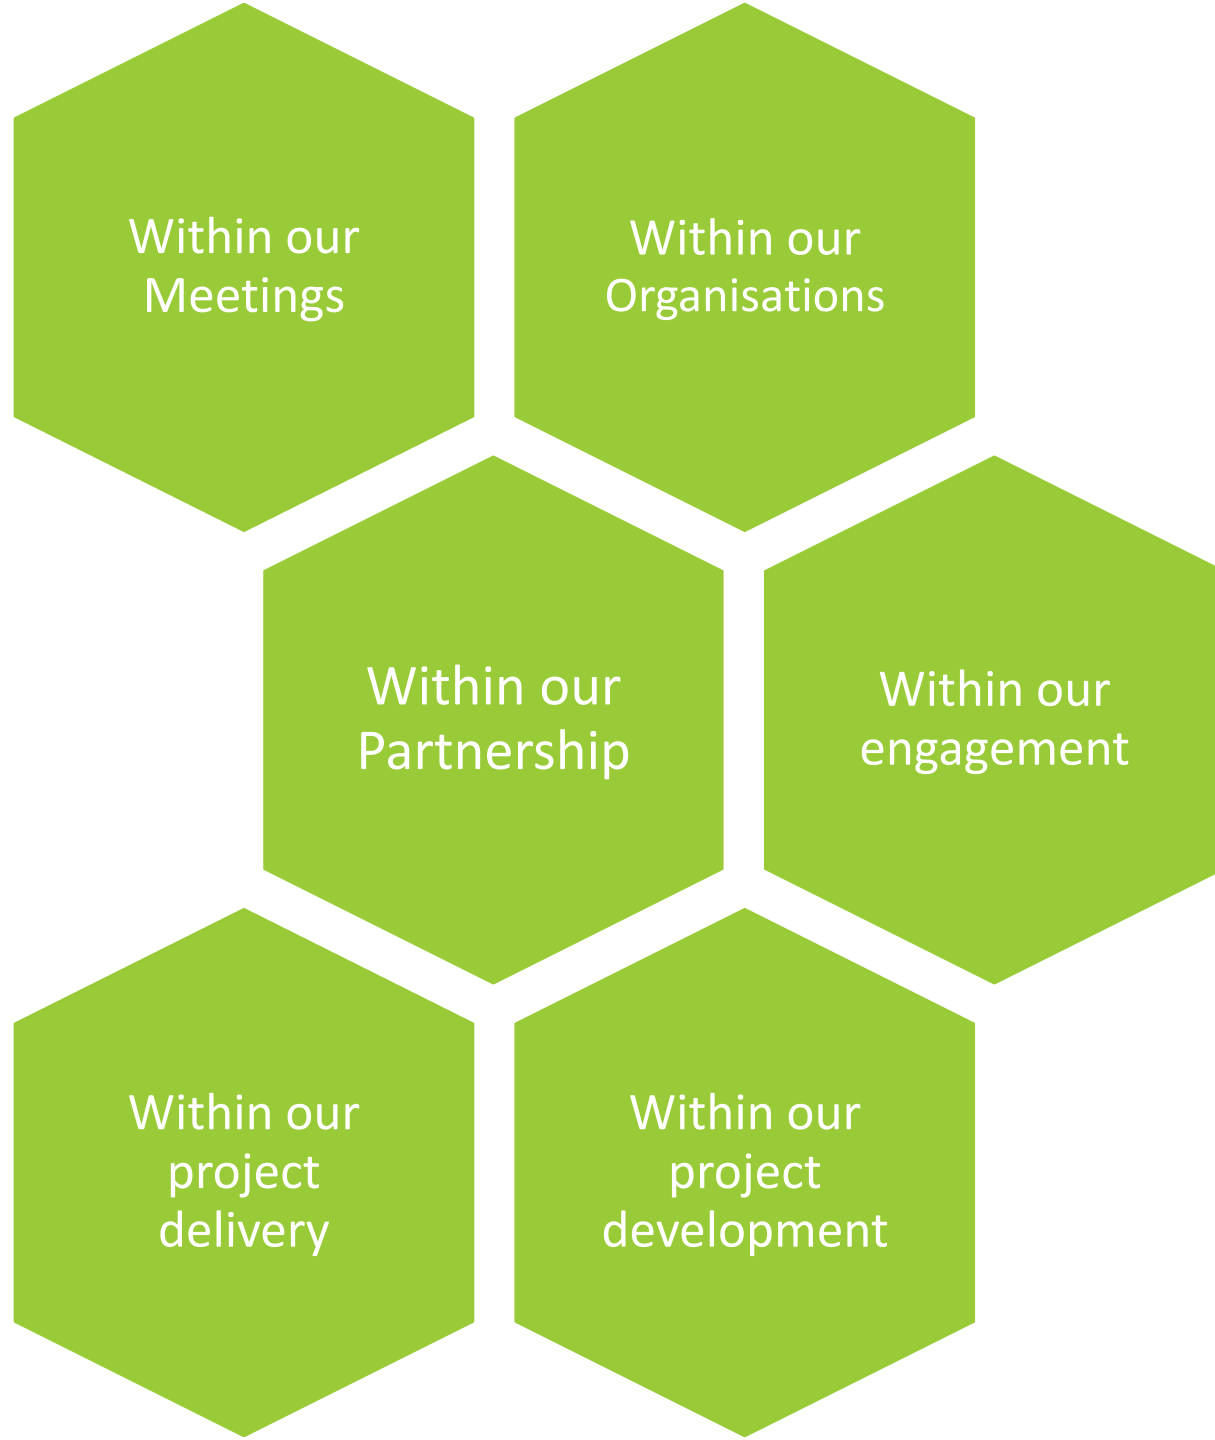 Within our
Meetings
Within our
Organisations
Within our
Partnership
Within our
engagement
Within our
project
delivery
Within our
project
development